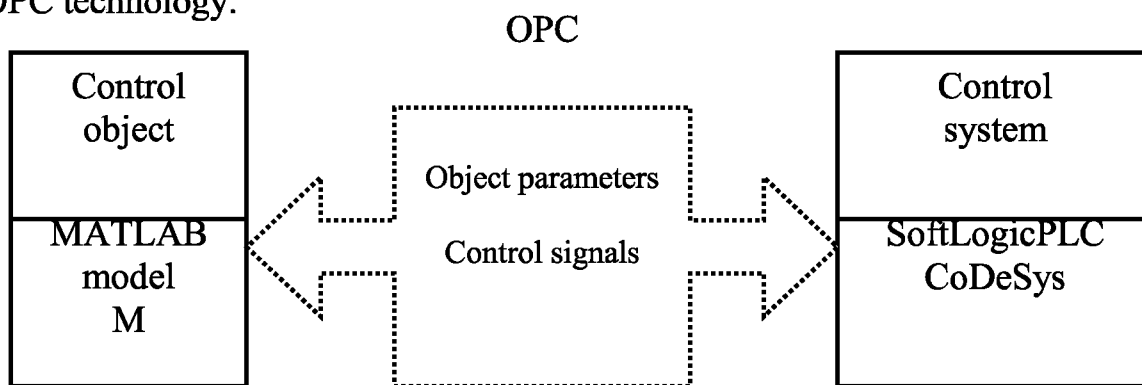 OPC technology.
OPC
Control
object
MATLAB
model
M
Object parameters
Control signals
Control
system
SoftLogicPLC
CoDeSys